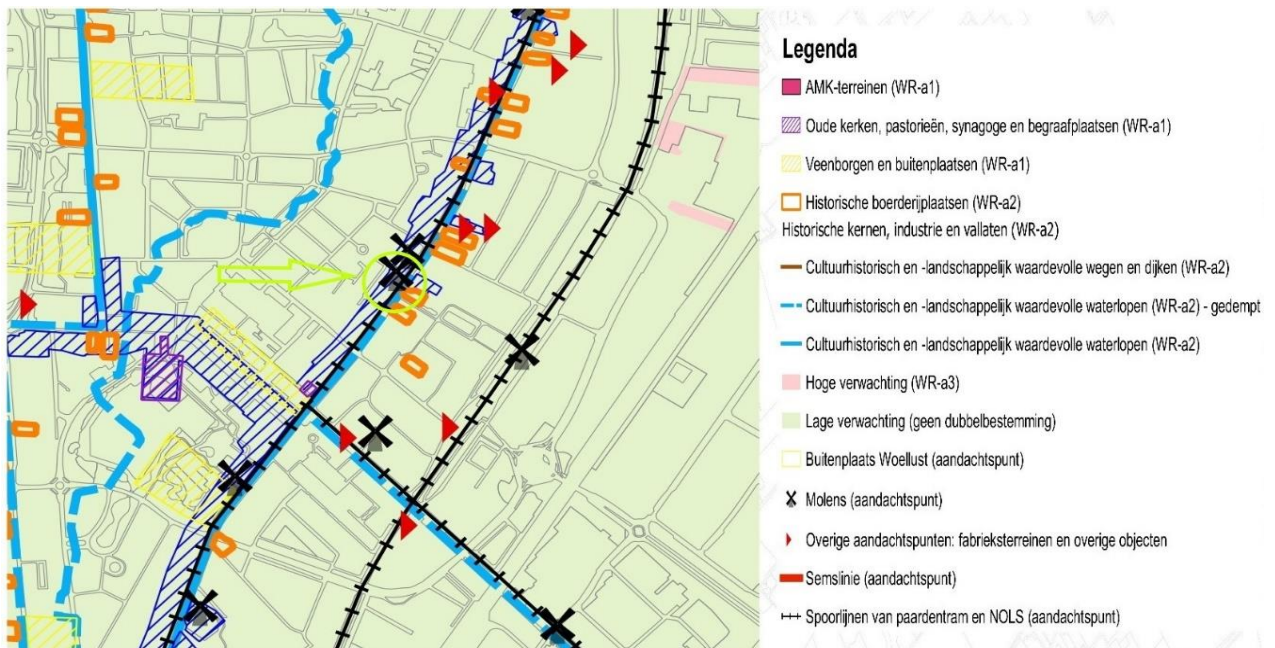 Legenda
AMK-terreinen (WR-a1)
Oude kerken, pastorieën, synagoge en begraafplaatsen (WR-a1)
Veenborgen en buitenplaatsen (WR-a1)
Historische boerderijplaatsen (WR-a2)
Historische kernen, industrie en vallaten (WR-a2)
Cultuurhistorisch en -landschappelijk waardevolle wegen en dijken (WR-a2)
Cultuurhistorisch en -landschappelijk waardevolle waterlopen (WR-a2) - gedempt
Cultuurhistorisch en -landschappelijk waardevolle waterlopen (WR-a2)
Hoge verwachting (WR-a3)
Lage verwachting (geen dubbelbestemming)
Buitenplaats Woellust (aandachtspunt)
Molens (aandachtspunt)
Overige aandachtspunten: fabrieksterreinen en overige objecten
Semslinie (aandachtspunt)
Spoorlijnen van paardentram en NOLS (aandachtspunt)